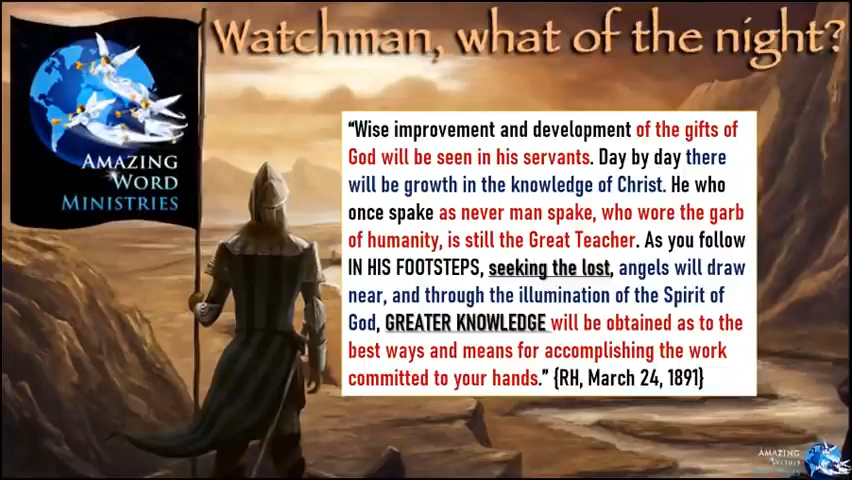 Watchman, what of the night?
AMAZING
WORD
MINISTRIES
“Wise improvement and development of the gifts of
God will be seen in his servants. Day by day there
will be growth in the knowledge of Christ. He who
once spake as never man spake, who wore the garb
of humanity, is still the Great Teacher. As you follow
IN HIS FOOTSTEPS, seeking the lost, angels will draw
near, and through the illumination of the Spirit of
God, GREATER KNOWLEDGE will be obtained as to the
best ways and means for accomplishing the work
committed to your hands.” {RH, March 24, 1891}
AMAZING
WORD